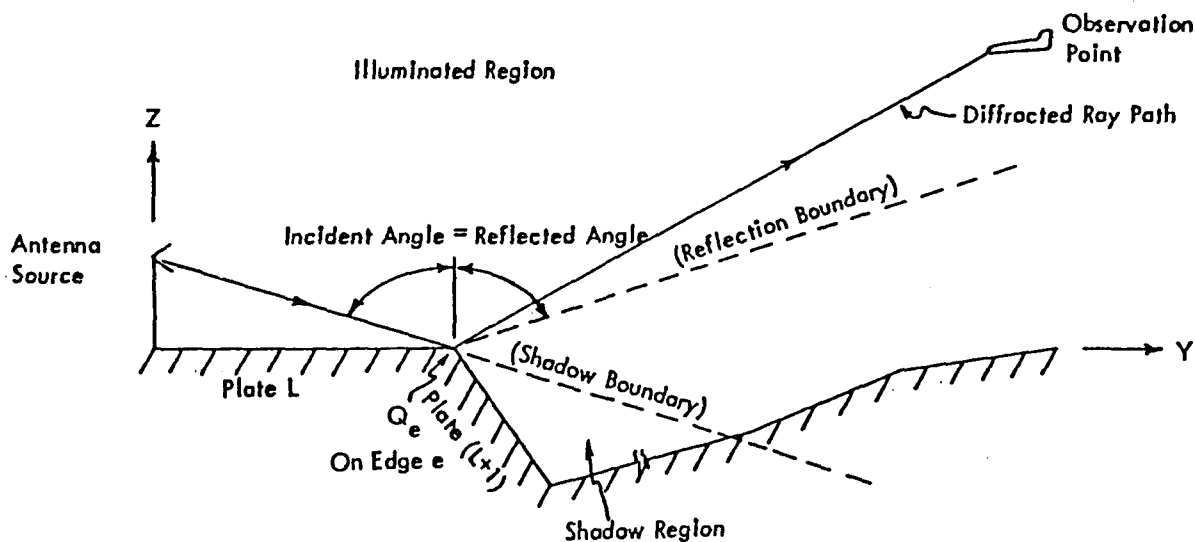 Observation
Point
Illuminated Region
Z
Diffracted Ray Path
(Reflection Boundary)
Incident Angle = Reflected Angle
Antenna
Source
(Shadow Boundary)
Y
Plate L
Plate (L+1)
Qe
On Edge e
Shadow Region